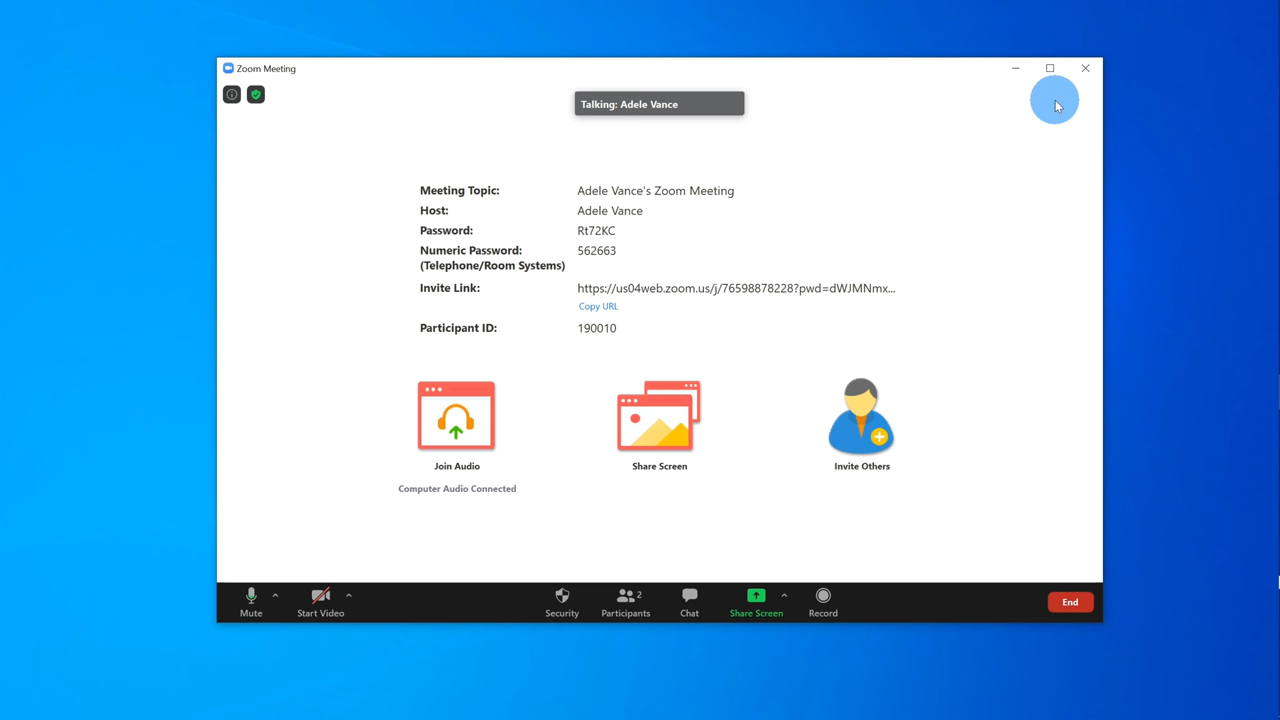 Zoom Meeting
Talking: Adele Vance
Meeting Topic: Adele Vance's Zoom Meeting
Host: Adele Vance
Password: Rt72KC
Numeric Password: 562663
(Telephone/Room Systems)
Invite Link: https://us04web.zoom.us/j/76598878228?pwd=dWJMNmx...
Copy URL
Participant ID: 190010
Join Audio Share Screen Invite Others
Computer Audio Connected
2
Mute Start Video Security Participants Chat Share Screen Record End